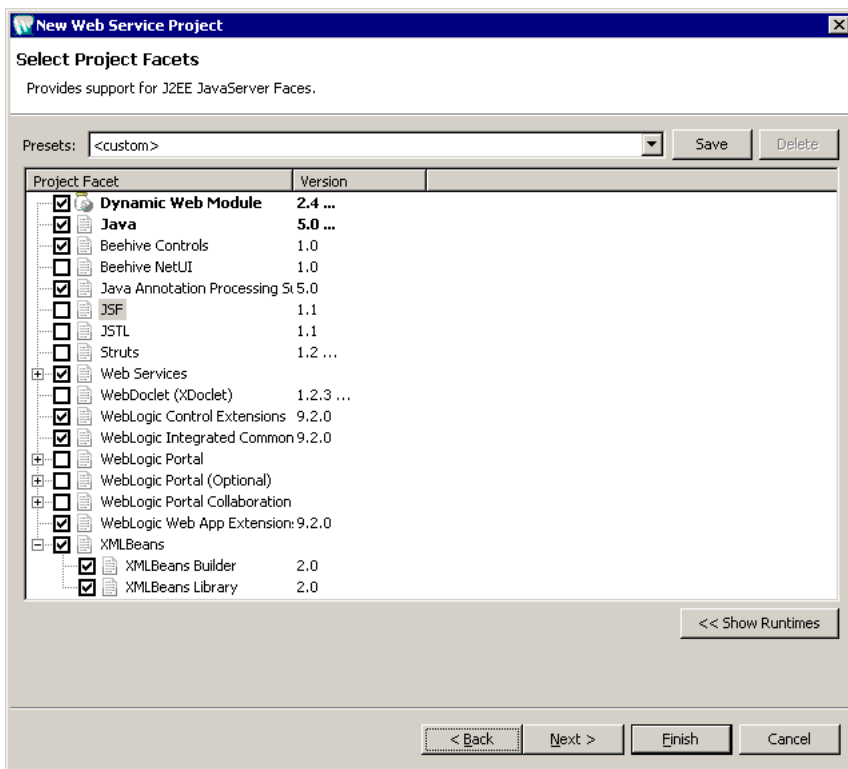 New Web Service Project
Select Project Facets
Provides support for J2EE JavaServer Faces.
Presets: <custom> Save Delete
Project Facet Version
Dynamic Web Module 2.4 ...
Java 5.0 ...
Beehive Controls 1.0
Beehive NetUI 1.0
Java Annotation Processing Su 5.0
JSF 1.1
JSTL 1.1
Struts 1.2 ...
Web Services
WebDoclet (XDoclet) 1.2.3 ...
WebLogic Control Extensions 9.2.0
WebLogic Integrated Common 9.2.0
WebLogic Portal
WebLogic Portal (Optional)
WebLogic Portal Collaboration
WebLogic Web App Extension: 9.2.0
XMLBeans
XMLBeans Builder 2.0
XMLBeans Library 2.0
<< Show Runtimes
< Back Next > Finish Cancel